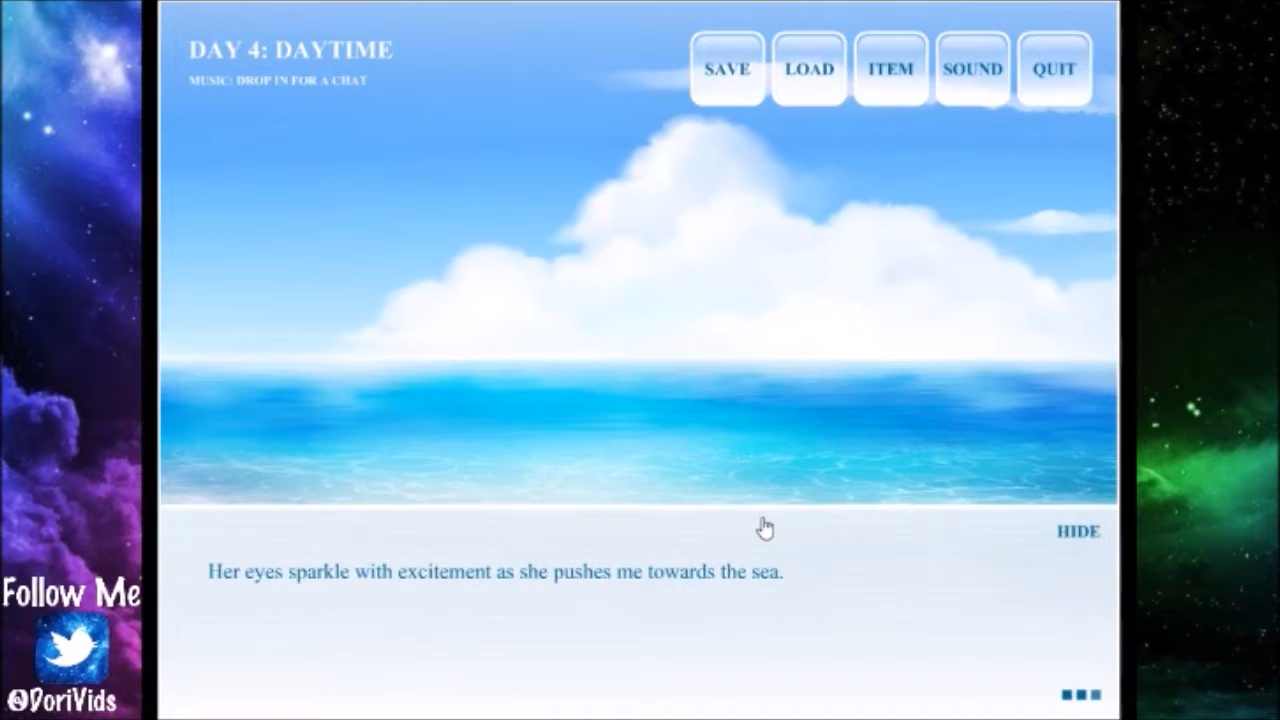 DAY 4: DAYTIME
MUSIC: DROP IN FOR A CHAT
SAVE
LOAD
ITEM
SOUND
QUIT
HIDE
Her eyes sparkle with excitement as she pushes me towards the sea.
Follow Me
@DoriVids